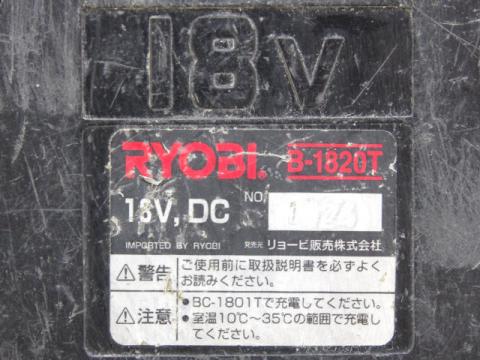 18V
RYOBI® B-1820T
18V, DC NO.
IMPORTED BY RYOBI 発売元 リョービ販売株式会社
⚠警告 ご使用前に取扱説明書を必ずよく
お読みください。
⚠注意 ●BC-1801Tで充電してください。
●室温10℃〜35℃の範囲で充電し
てください。